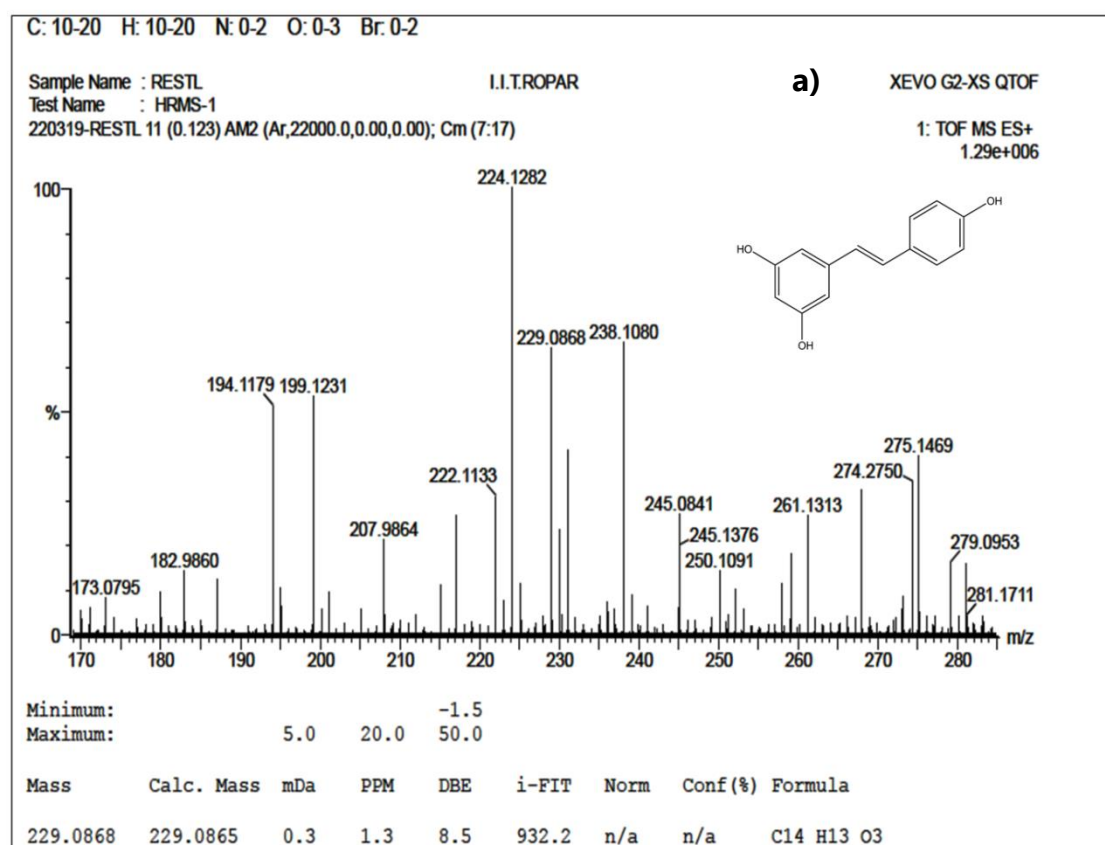 C: 10-20 H: 10-20 N: 0-2 O: 0-3 Br: 0-2
Sample Name : RESTL I.I.T.ROPAR a) XEVO G2-XS QTOF
Test Name : HRMS-1
220319-RESTL 11 (0.123) AM2 (Ar,22000.0,0.00,0.00); Cm (7:17) 1: TOF MS ES+
1.29e+006
100
224.1282
OH
HO
OH
229.0868 238.1080
194.1179 199.1231
%
275.1469
274.2750
222.1133
245.0841 261.1313
245.1376
207.9864
279.0953
182.9860 250.1091
173.0795
281.1711
0
m/z
170 180 190 200 210 220 230 240 250 260 270 280
Minimum: -1.5
Maximum: 5.0 20.0 50.0
Mass Calc. Mass mDa PPM DBE i-FIT Norm Conf(%) Formula
229.0868 229.0865 0.3 1.3 8.5 932.2 n/a n/a C14 H13 O3